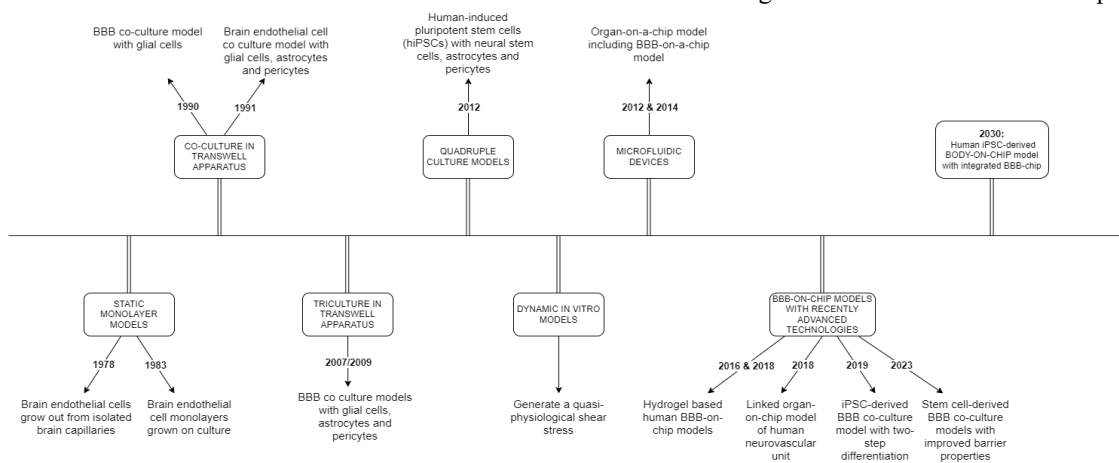 BBB co-culture model
with glial cells
Brain endothelial cell
co culture model with
glial cells, astrocytes
and pericytes
Human-induced
pluripotent stem cells
(hiPSCs) with neural stem
cells, astrocytes and
pericytes
Organ-on-a-chip model
including BBB-on-a-chip
model
1990
1991
2012
2012 & 2014
CO-CULTURE IN
TRANSWELL
APPARATUS
QUADRUPLE
CULTURE MODELS
MICROFLUIDIC
DEVICES
2030:
Human iPSC-derived
BODY-ON-CHIP model
with integrated BBB-chip
STATIC
MONOLAYER
MODELS
TRICULTURE IN
TRANSWELL
APPARATUS
DYNAMIC IN VITRO
MODELS
BBB-ON-CHIP MODELS
WITH RECENTLY
ADVANCED
TECHNOLOGIES
1978
1983
2007/2009
2016 & 2018
2018
2019
2023
Brain endothelial cells
grow out from isolated
brain capillaries
Brain endothelial
cell monolayers
grown on culture
BBB co culture models
with glial cells,
astrocytes and
pericytes
Generate a quasi-
physiological shear
stress
Hydrogel based
human BBB-on-
chip models
Linked organ-
on-chip model
of human
neurovascular
unit
iPSC-derived
BBB co-culture
model with two-
step
differentiation
Stem cell-derived
BBB co-culture
models with
improved barrier
properties